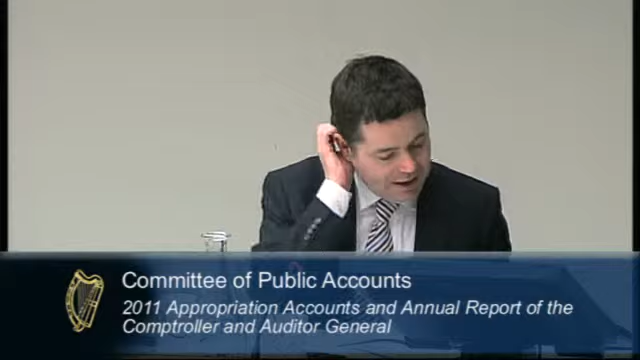 Committee of Public Accounts
2011 Appropriation Accounts and Annual Report of the
Comptroller and Auditor General